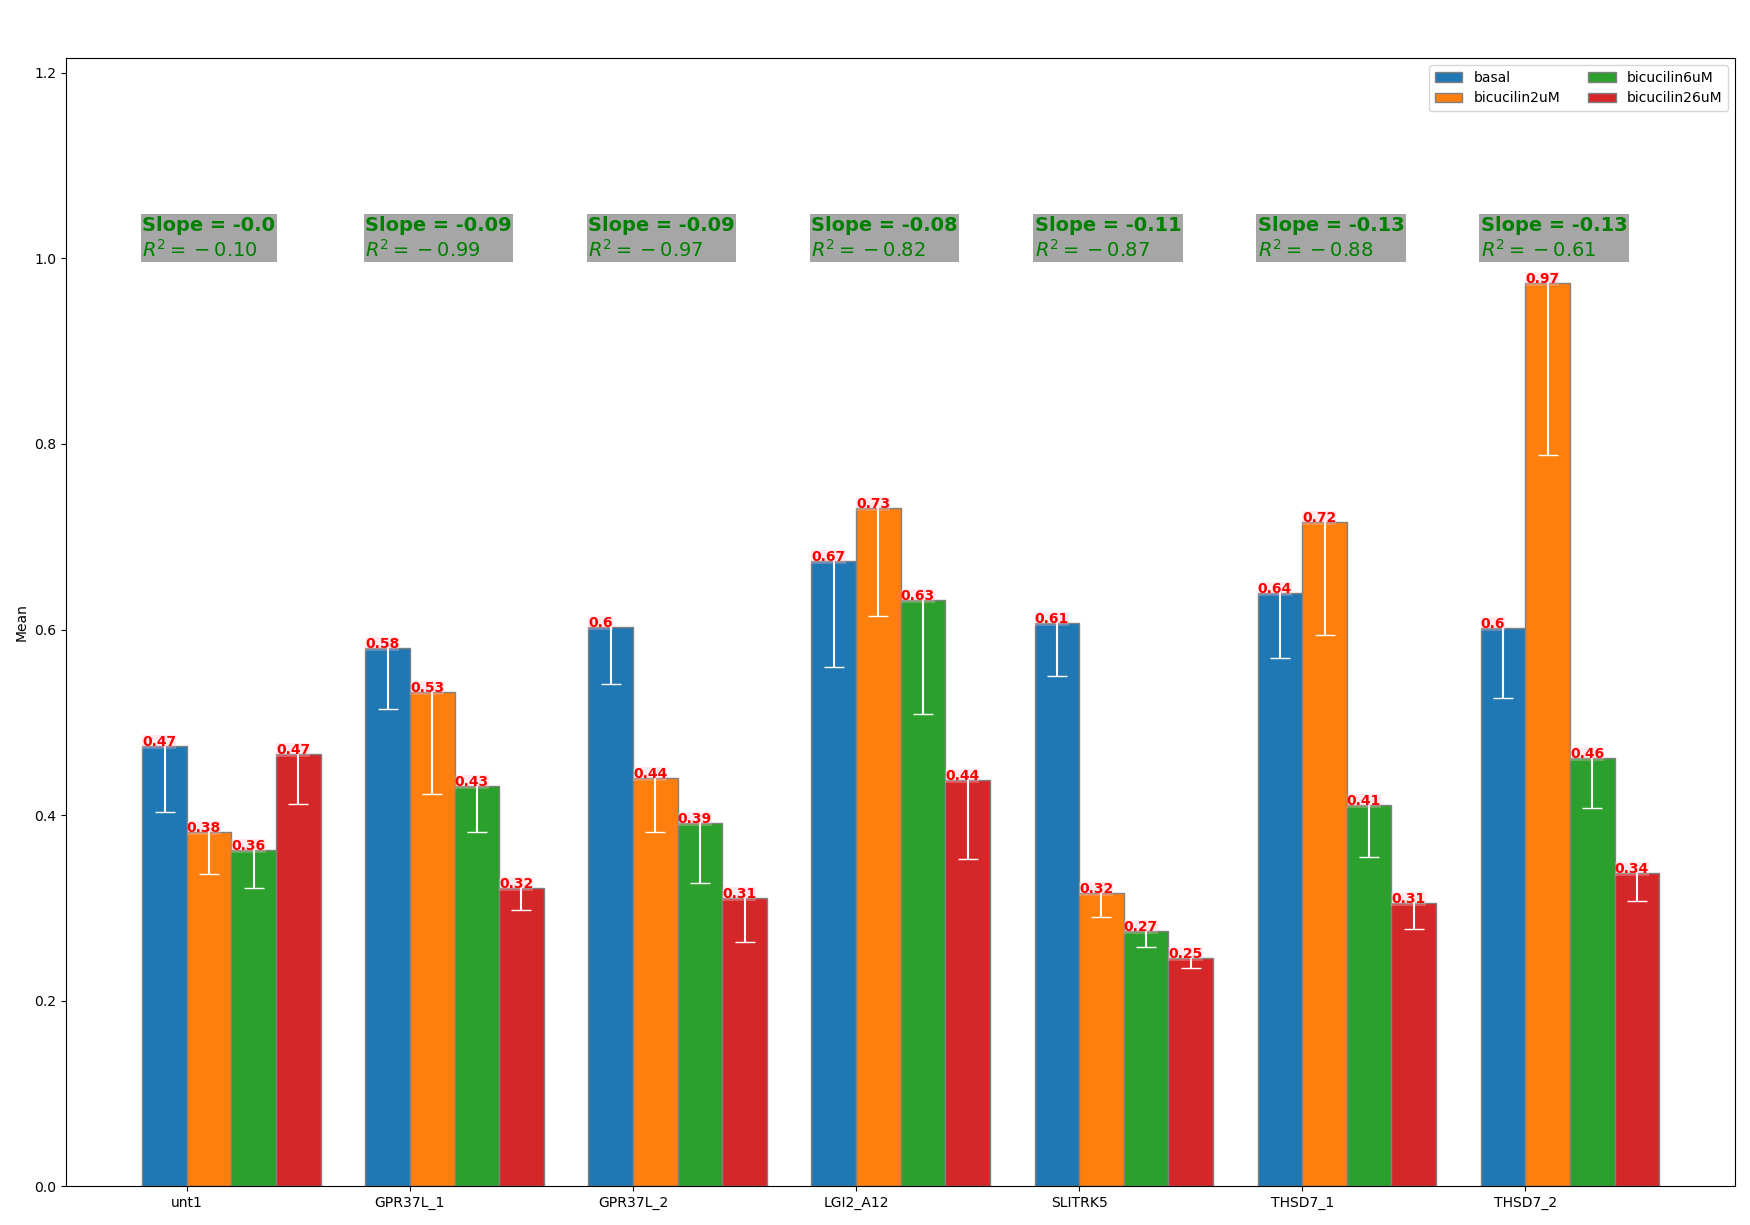 basal
bicucilin2uM
bicucilin6uM
bicucilin26uM
Slope = -0.0
R² = −0.10
Slope = -0.09
R² = −0.99
Slope = -0.09
R² = −0.97
Slope = -0.08
R² = −0.82
Slope = -0.11
R² = −0.87
Slope = -0.13
R² = −0.88
Slope = -0.13
R² = −0.61
Mean
1.2
1.0
0.8
0.6
0.4
0.2
0.0
0.47
0.38
0.36
0.47
0.58
0.53
0.43
0.32
0.6
0.44
0.39
0.31
0.67
0.73
0.63
0.44
0.61
0.32
0.27
0.25
0.64
0.72
0.41
0.31
0.6
0.97
0.46
0.34
unt1
GPR37L_1
GPR37L_2
LGI2_A12
SLITRK5
THSD7_1
THSD7_2